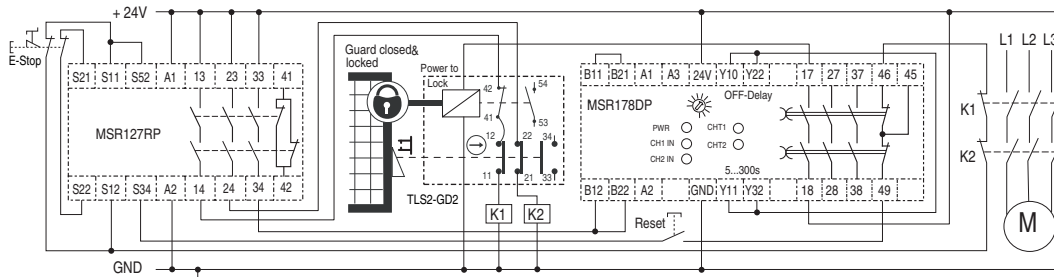 + 24V
E-Stop
S21 S11 S52 A1 13 23 33 41
MSR127RP
S22 S12 S34 A2 14 24 34 42
GND
Guard closed&
locked
Power to
Lock
42
54
41
53
12
22
34
11
21
33
TLS2-GD2
K1 K2
B11 B21 A1 A3 24V Y10 Y22 17 27 37 46 45
MSR178DP
OFF-Delay
PWR
CHT1
CH1 IN
CHT2
CH2 IN
5...300s
B12 B22 A2 GND Y11 Y32 18 28 38 49
Reset
L1 L2 L3
K1
K2
M